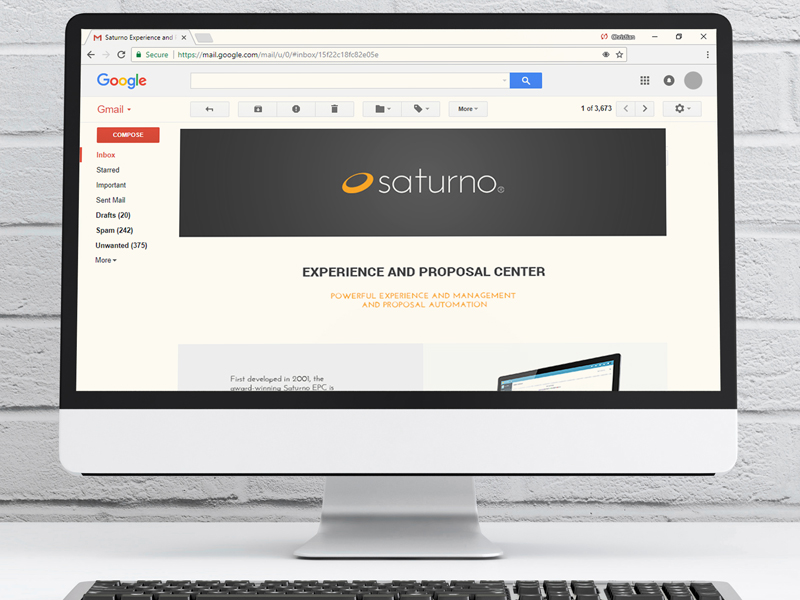 Saturno Experience and
Christian
Secure
https://mail.google.com/mail/u/0/#inbox/15f22c18fc82e05e
Google
Gmail
More
1 of 3,673
COMPOSE
Inbox
Starred
Important
Sent Mail
Drafts (20)
Spam (242)
Unwanted (375)
More
saturno®
EXPERIENCE AND PROPOSAL CENTER
POWERFUL EXPERIENCE AND MANAGEMENT
AND PROPOSAL AUTOMATION
First developed in 2001, the
award-winning Saturno EPC is